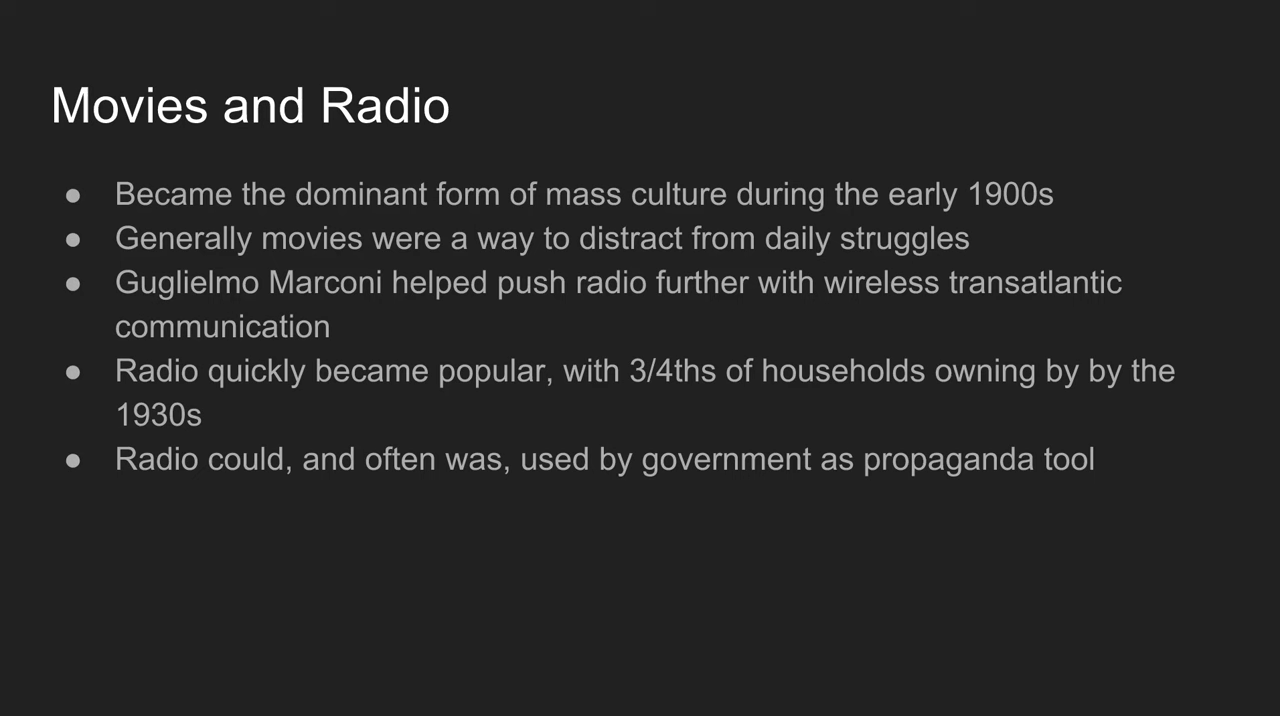 Movies and Radio
● Became the dominant form of mass culture during the early 1900s
● Generally movies were a way to distract from daily struggles
● Guglielmo Marconi helped push radio further with wireless transatlantic
communication
● Radio quickly became popular, with 3/4ths of households owning by by the
1930s
● Radio could, and often was, used by government as propaganda tool